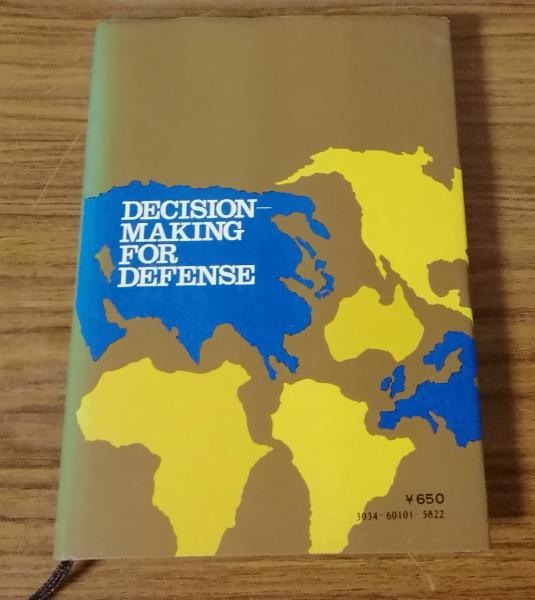 DECISION-
MAKING
FOR
DEFENSE
¥650
3034-60101-5822